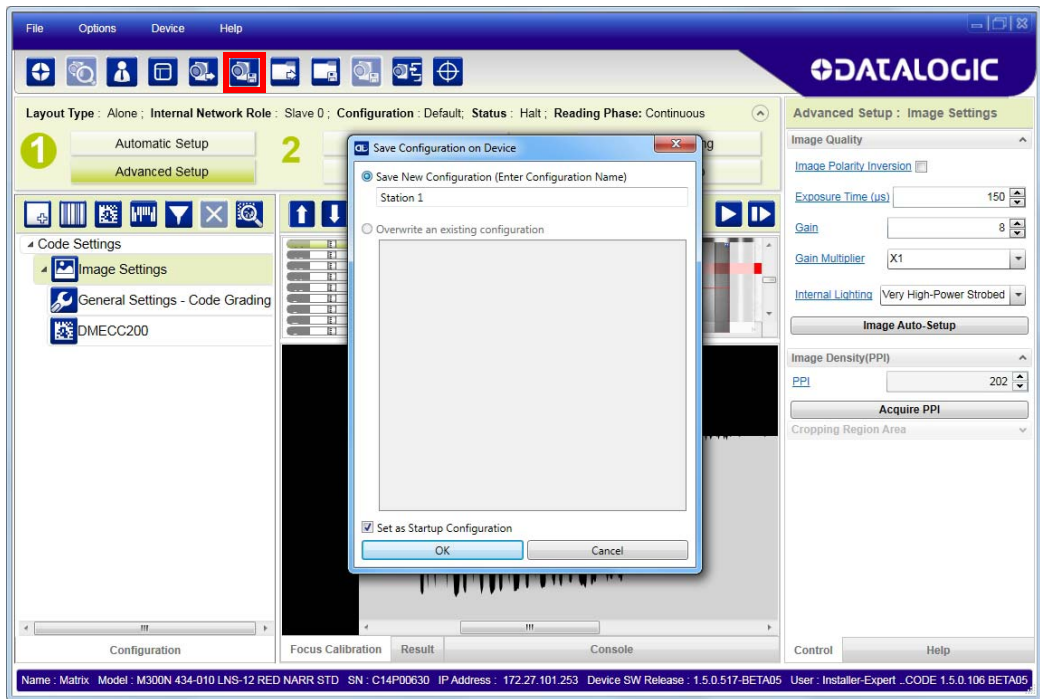 File Options Device Help
DATALOGIC
Layout Type : Alone ; Internal Network Role : Slave 0 ; Configuration : Default; Status : Halt ; Reading Phase: Continuous
1
Automatic Setup
Advanced Setup
2
ng
Save Configuration on Device
Save New Configuration (Enter Configuration Name)
Station 1
Overwrite an existing configuration
Set as Startup Configuration
OK Cancel
Code Settings
Image Settings
General Settings - Code Grading
DMECC200
Configuration
Focus Calibration Result Console
Advanced Setup : Image Settings
Image Quality
Image Polarity Inversion
Exposure Time (us) 150
Gain 8
Gain Multiplier X1
Internal Lighting Very High-Power Strobed
Image Auto-Setup
Image Density(PPI)
PPI 202
Acquire PPI
Cropping Region Area
Control Help
Name : Matrix Model : M300N 434-010 LNS-12 RED NARR STD SN : C14P00630 IP Address : 172.27.101.253 Device SW Release : 1.5.0.517-BETA05 User : Installer-Expert ..CODE 1.5.0.106 BETA05